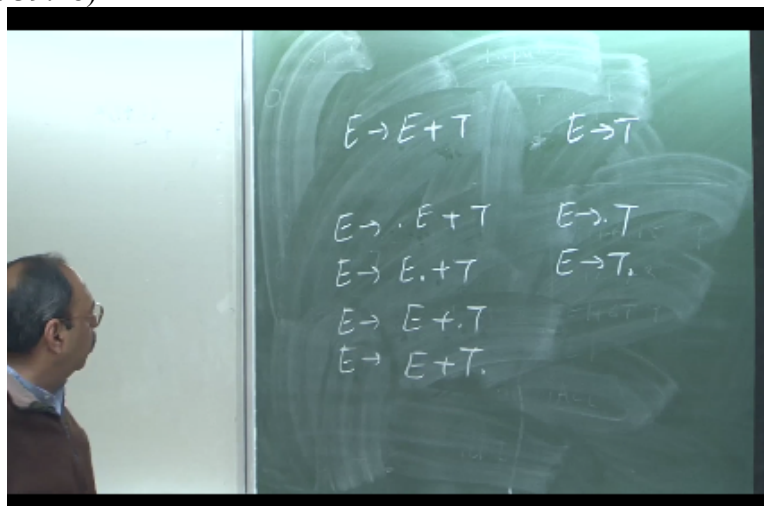 E → E + T E → T
E → . E + T E → . T
E → E . + T E → T .
E → E + . T
E → E + T .